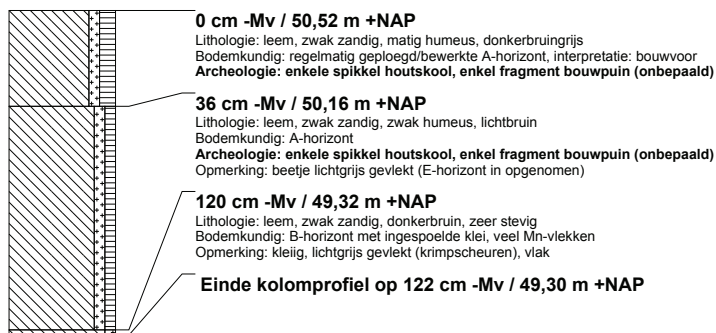 0 cm -Mv / 50,52 m +NAP
Lithologie: leem, zwak zandig, matig humeus, donkerbruingrijs
Bodemkundig: regelmatig geploegd/bewerkte A-horizont, interpretatie: bouwvoor
Archeologie: enkele spikkel houtskool, enkel fragment bouwpuin (onbepaald)
36 cm -Mv / 50,16 m +NAP
Lithologie: leem, zwak zandig, zwak humeus, lichtbruin
Bodemkundig: A-horizont
Archeologie: enkele spikkel houtskool, enkel fragment bouwpuin (onbepaald)
Opmerking: beetje lichtgrijs gevlekt (E-horizont in opgenomen)
120 cm -Mv / 49,32 m +NAP
Lithologie: leem, zwak zandig, donkerbruin, zeer stevig
Bodemkundig: B-horizont met ingespoelde klei, veel Mn-vlekken
Opmerking: kleiig, lichtgrijs gevlekt (krimpscheuren), vlak
Einde kolomprofiel op 122 cm -Mv / 49,30 m +NAP